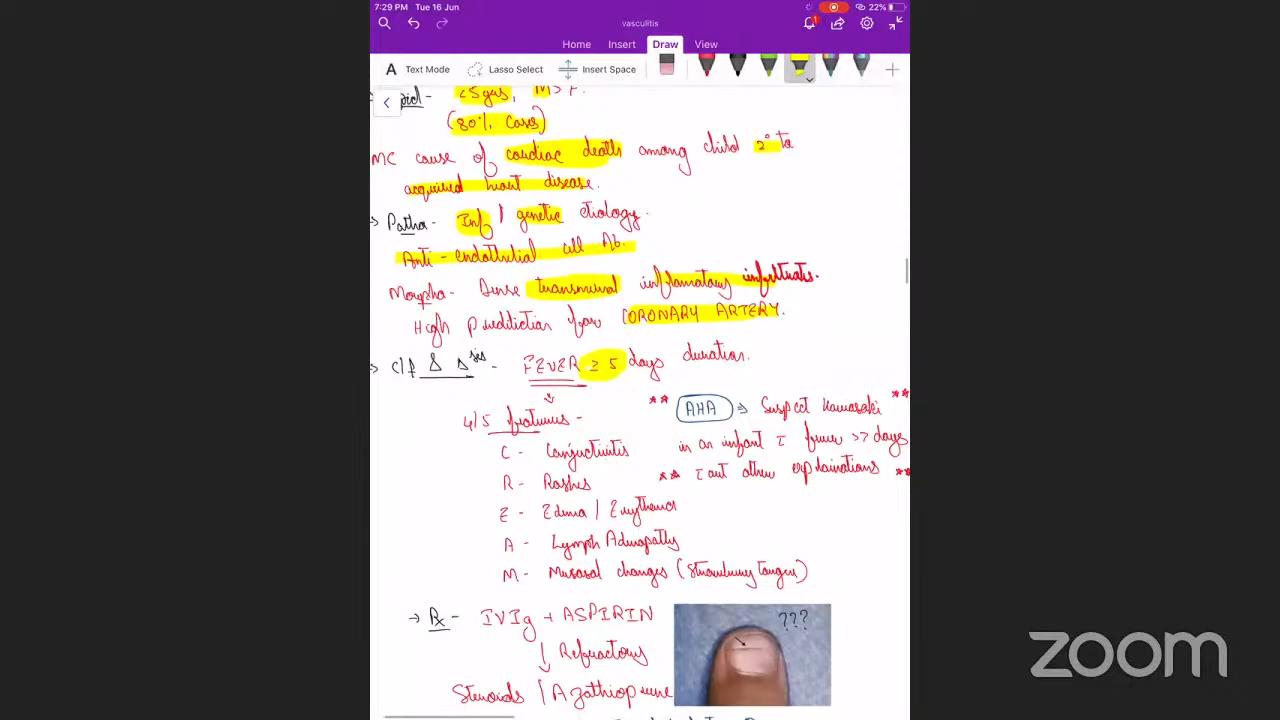 7:29 PM Tue 16 Jun
22%
vasculitis
Home Insert Draw View
A Text Mode Lasso Select Insert Space
<5yrs, M>F.
(80% Cases)
MC cause of cardiac death among child 2° to
acquired heart disease.
→ Patho- Inf / genetic etiology.
Anti-endothelial cell Ab.
Morpho- Dense transmural inflammatory infiltrates.
High prediction for CORONARY ARTERY.
→ C/f & Δsis - FEVER ≥ 5 days duration.
4/5 features -
C - Conjuctivitis
R - Rashes
E - Edema / Erythema
A - Lymph Adenopathy
M - Mucosal changes (Strawberry tongue)
** AHA ⇒ Suspect Kawasaki **
in an infant c̄ fever >7 days
** c̄out other explainations **
→ Rx - IVIg + ASPIRIN
↓ Refractory
Steroids / Azathioprine
???
zoom